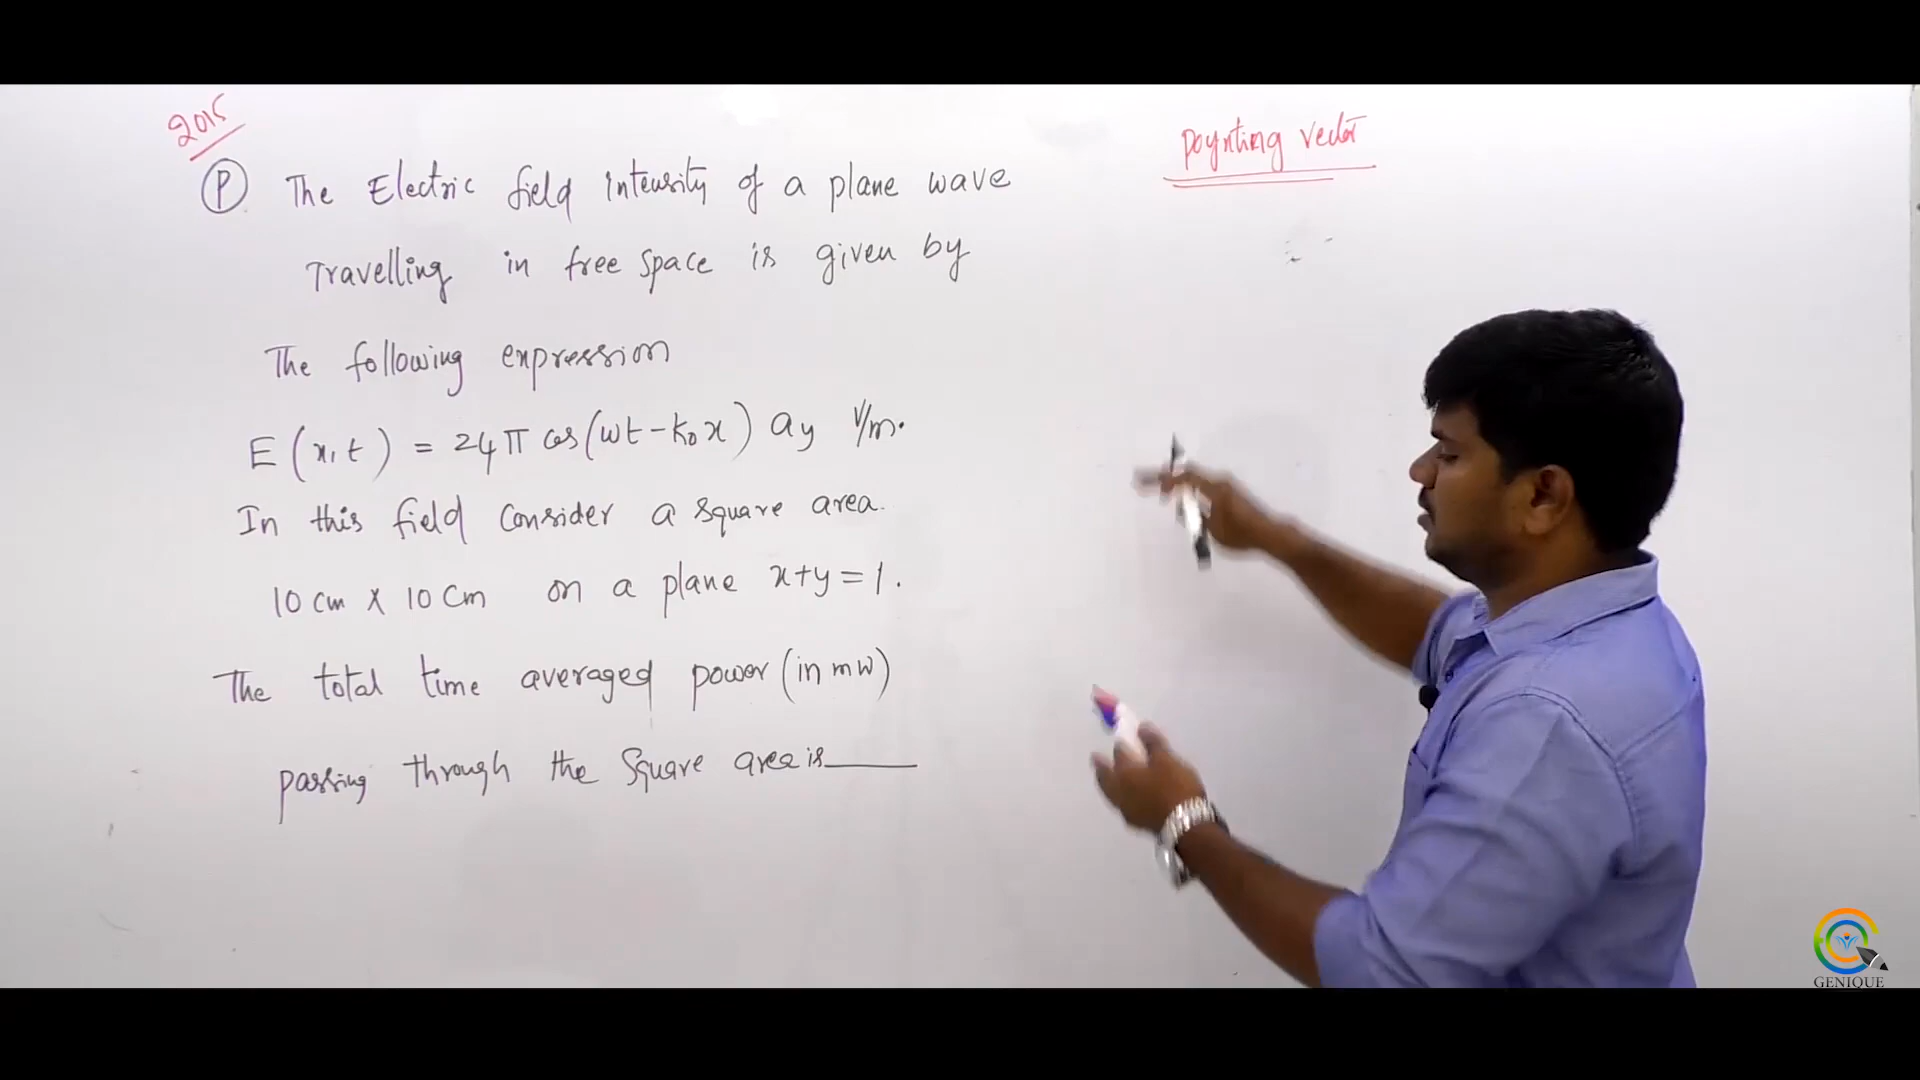 2015
P The Electric field intensity of a plane wave
Travelling in free space is given by
The following expression
E(x,t) = 24π cos(ωt-k₀x) ay V/m.
In this field consider a square area.
10 cm x 10 cm on a plane x+y=1.
The total time averaged power (in mw)
passing through the square area is______
Poynting vector
GENIQUE